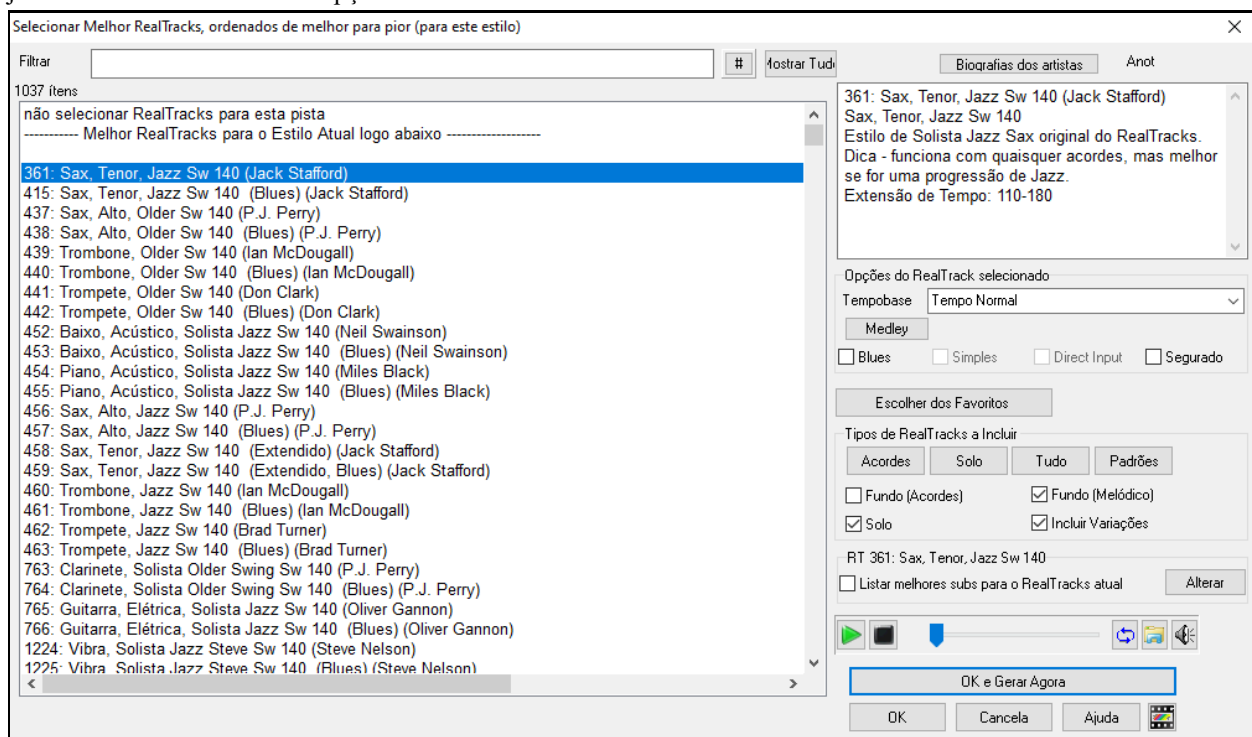 Selecionar Melhor RealTracks, ordenados de melhor para pior (para este estilo)
Filtrar
#
Mostrar Tud
Biografias dos artistas
Anot
1037 ítens
não selecionar RealTracks para esta pista
----------- Melhor RealTracks para o Estilo Atual logo abaixo -------------------
361: Sax, Tenor, Jazz Sw 140 (Jack Stafford)
415: Sax, Tenor, Jazz Sw 140 (Blues) (Jack Stafford)
437: Sax, Alto, Older Sw 140 (P.J. Perry)
438: Sax, Alto, Older Sw 140 (Blues) (P.J. Perry)
439: Trombone, Older Sw 140 (Ian McDougall)
440: Trombone, Older Sw 140 (Blues) (Ian McDougall)
441: Trompete, Older Sw 140 (Don Clark)
442: Trompete, Older Sw 140 (Blues) (Don Clark)
452: Baixo, Acústico, Solista Jazz Sw 140 (Neil Swainson)
453: Baixo, Acústico, Solista Jazz Sw 140 (Blues) (Neil Swainson)
454: Piano, Acústico, Solista Jazz Sw 140 (Miles Black)
455: Piano, Acústico, Solista Jazz Sw 140 (Blues) (Miles Black)
456: Sax, Alto, Jazz Sw 140 (P.J. Perry)
457: Sax, Alto, Jazz Sw 140 (Blues) (P.J. Perry)
458: Sax, Tenor, Jazz Sw 140 (Extendido) (Jack Stafford)
459: Sax, Tenor, Jazz Sw 140 (Extendido, Blues) (Jack Stafford)
460: Trombone, Jazz Sw 140 (Ian McDougall)
461: Trombone, Jazz Sw 140 (Blues) (Ian McDougall)
462: Trompete, Jazz Sw 140 (Brad Turner)
463: Trompete, Jazz Sw 140 (Blues) (Brad Turner)
763: Clarinete, Solista Older Swing Sw 140 (P.J. Perry)
764: Clarinete, Solista Older Swing Sw 140 (Blues) (P.J. Perry)
765: Guitarra, Elétrica, Solista Jazz Sw 140 (Oliver Gannon)
766: Guitarra, Elétrica, Solista Jazz Sw 140 (Blues) (Oliver Gannon)
1224: Vibra, Solista Jazz Steve Sw 140 (Steve Nelson)
1225: Vibra, Solista Jazz Steve Sw 140 (Blues) (Steve Nelson)
361: Sax, Tenor, Jazz Sw 140 (Jack Stafford)
Sax, Tenor, Jazz Sw 140
Estilo de Solista Jazz Sax original do RealTracks.
Dica - funciona com quaisquer acordes, mas melhor
se for uma progressão de Jazz.
Extensão de Tempo: 110-180
Opções do RealTrack selecionado
Tempobase Tempo Normal
Medley
Blues Simples Direct Input Segurado
Escolher dos Favoritos
Tipos de RealTracks a Incluir
Acordes Solo Tudo Padrões
Fundo (Acordes) Fundo (Melódico)
Solo Incluir Variações
RT 361: Sax, Tenor, Jazz Sw 140
Listar melhores subs para o RealTracks atual Alterar
OK e Gerar Agora
OK Cancela Ajuda